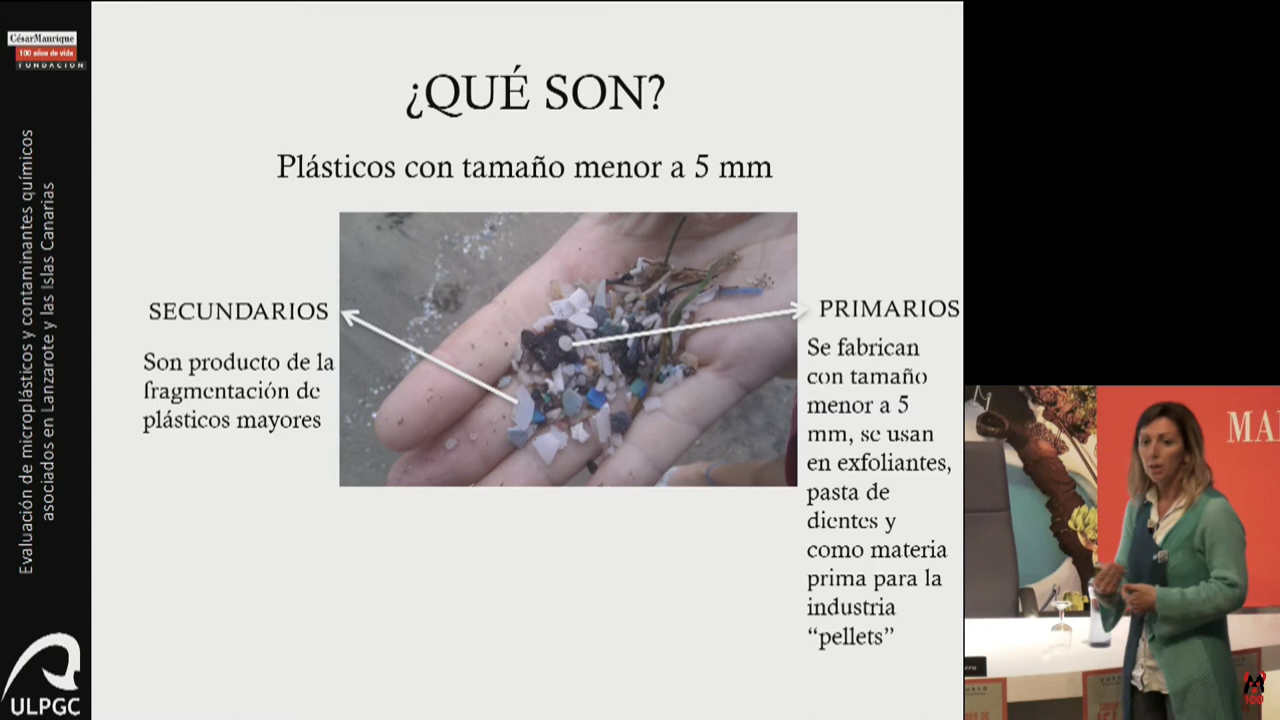 CésarManrique
100 años de vida
FUNDACIÓN
Evaluación de microplásticos y contaminantes químicos
asociados en Lanzarote y las Islas Canarias
ULPGC
¿QUÉ SON?
Plásticos con tamaño menor a 5 mm
SECUNDARIOS
Son producto de la
fragmentación de
plásticos mayores
PRIMARIOS
Se fabrican
con tamaño
menor a 5
mm, se usan
en exfoliantes,
pasta de
dientes y
como materia
prima para la
industria
“pellets”
MA
100